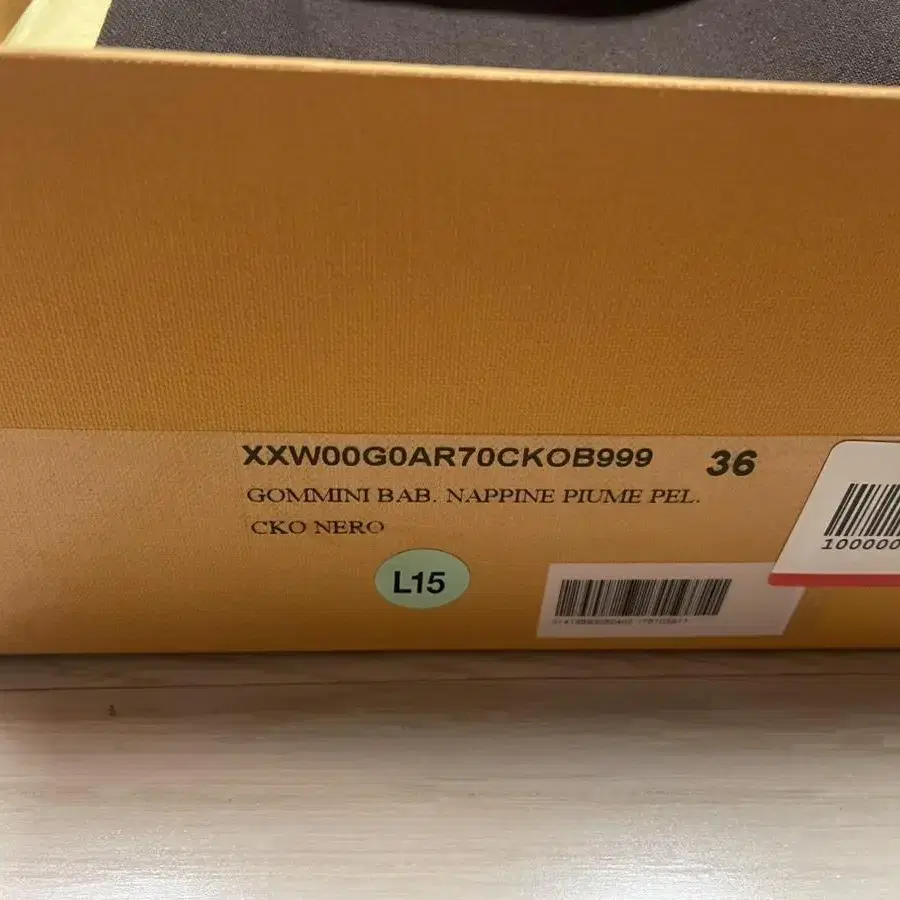 XXW00G0AR70CKOB999 36
GOMMINI BAB. NAPPINE PIUME PEL.
CKO NERO
L15
100000